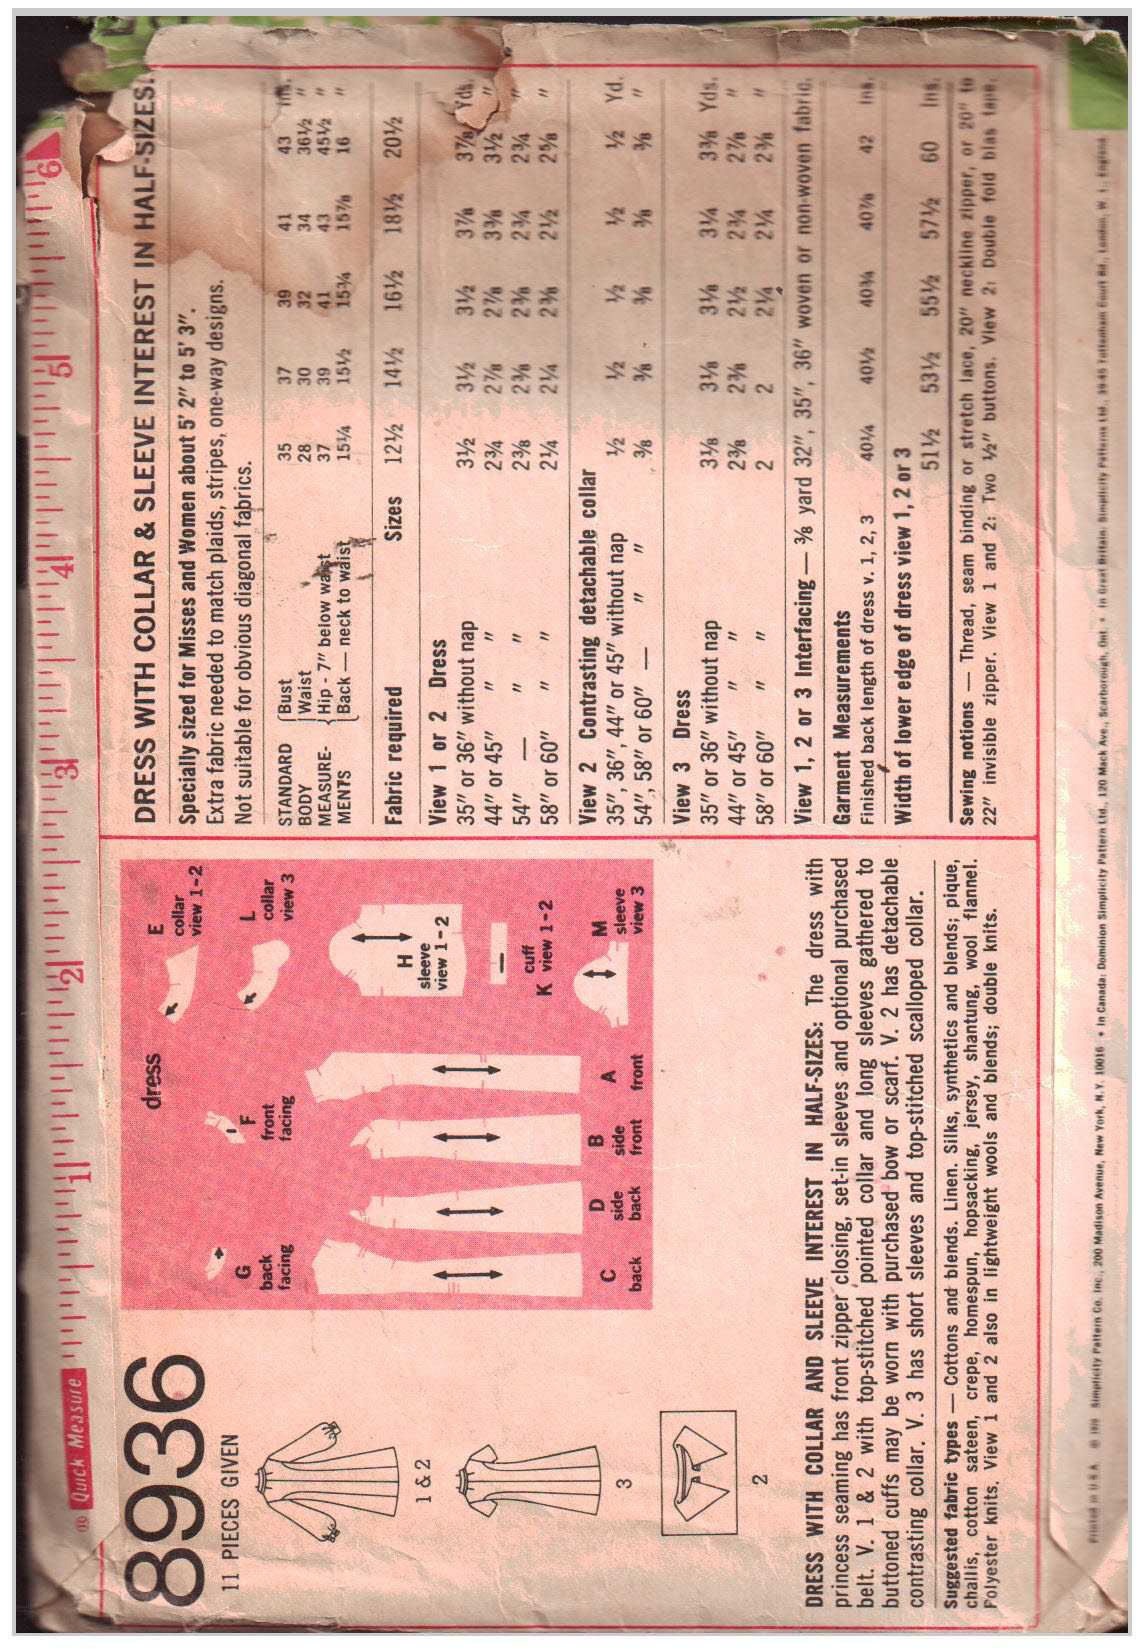 Quick Measure 1 2 3 4 5 6
8936
11 PIECES GIVEN
1 & 2
3
2
dress
G
back
facing
F
front
facing
E
collar
view 1-2
L
collar
view 3
H
sleeve
view 1-2
cuff
K view 1-2
M
sleeve
view 3
C
back
D
side
back
B
side
front
A
front
DRESS WITH COLLAR AND SLEEVE INTEREST IN HALF-SIZES: The dress with
princess seaming has front zipper closing, set-in sleeves and optional purchased
belt. V. 1 & 2 with top-stitched pointed collar and long sleeves gathered to
buttoned cuffs may be worn with purchased bow or scarf. V. 2 has detachable
contrasting collar. V. 3 has short sleeves and top-stitched scalloped collar.
Suggested fabric types — Cottons and blends. Linen. Silks, synthetics and blends; pique,
challis, cotton sateen, crepe, homespun, hopsacking, jersey, shantung, wool flannel.
Polyester knits. View 1 and 2 also in lightweight wools and blends; double knits.
DRESS WITH COLLAR & SLEEVE INTEREST IN HALF-SIZES:
Specially sized for Misses and Women about 5' 2" to 5' 3".
Extra fabric needed to match plaids, stripes, one-way designs.
Not suitable for obvious diagonal fabrics.
STANDARD Bust 35 37 39 41 43 Ins.
BODY Waist 28 30 32 34 36½ "
MEASURE- Hip - 7" below waist 37 39 41 43 45½ "
MENTS Back — neck to waist 15¼ 15½ 15¾ 15⅞ 16 "
Fabric required Sizes 12½ 14½ 16½ 18½ 20½
View 1 or 2 Dress
35" or 36" without nap 3½ 3½ 3½ 3⅞ 3⅞ Yds.
44" or 45" " " 2¾ 2⅞ 2⅞ 3⅜ 3½ "
54" — " 2⅜ 2⅜ 2⅜ 2¾ 2¾ "
58" or 60" " " 2¼ 2¼ 2⅜ 2½ 2⅝ "
View 2 Contrasting detachable collar
35", 36", 44" or 45" without nap ½ ½ ½ ½ ½ Yd.
54", 58" or 60" — " " ⅜ ⅜ ⅜ ⅜ ⅜ "
View 3 Dress
35" or 36" without nap 3⅛ 3⅛ 3⅛ 3¼ 3⅜ Yds.
44" or 45" " " 2⅜ 2⅜ 2½ 2¾ 2⅞ "
58" or 60" " " 2 2 2¼ 2¼ 2⅜ "
View 1, 2 or 3 Interfacing — ⅜ yard 32", 35", 36" woven or non-woven fabric.
Garment Measurements
Finished back length of dress v. 1, 2, 3 40¼ 40½ 40¾ 40⅞ 42 Ins.
Width of lower edge of dress view 1, 2 or 3
51½ 53½ 55½ 57½ 60 Ins.
Sewing notions — Thread, seam binding or stretch lace, 20" neckline zipper, or 20" to
22" invisible zipper. View 1 and 2: Two ½" buttons. View 2: Double fold bias tape.
Printed in U.S.A. © Simplicity Pattern Co. Inc., 200 Madison Avenue, New York, N.Y. 10016 • In Canada: Dominion Simplicity Pattern Ltd., 120 Mack Ave., Scarborough, Ont. • In Great Britain: Simplicity Patterns Ltd., 39-45 Tottenham Court Rd., London, W. 1., England